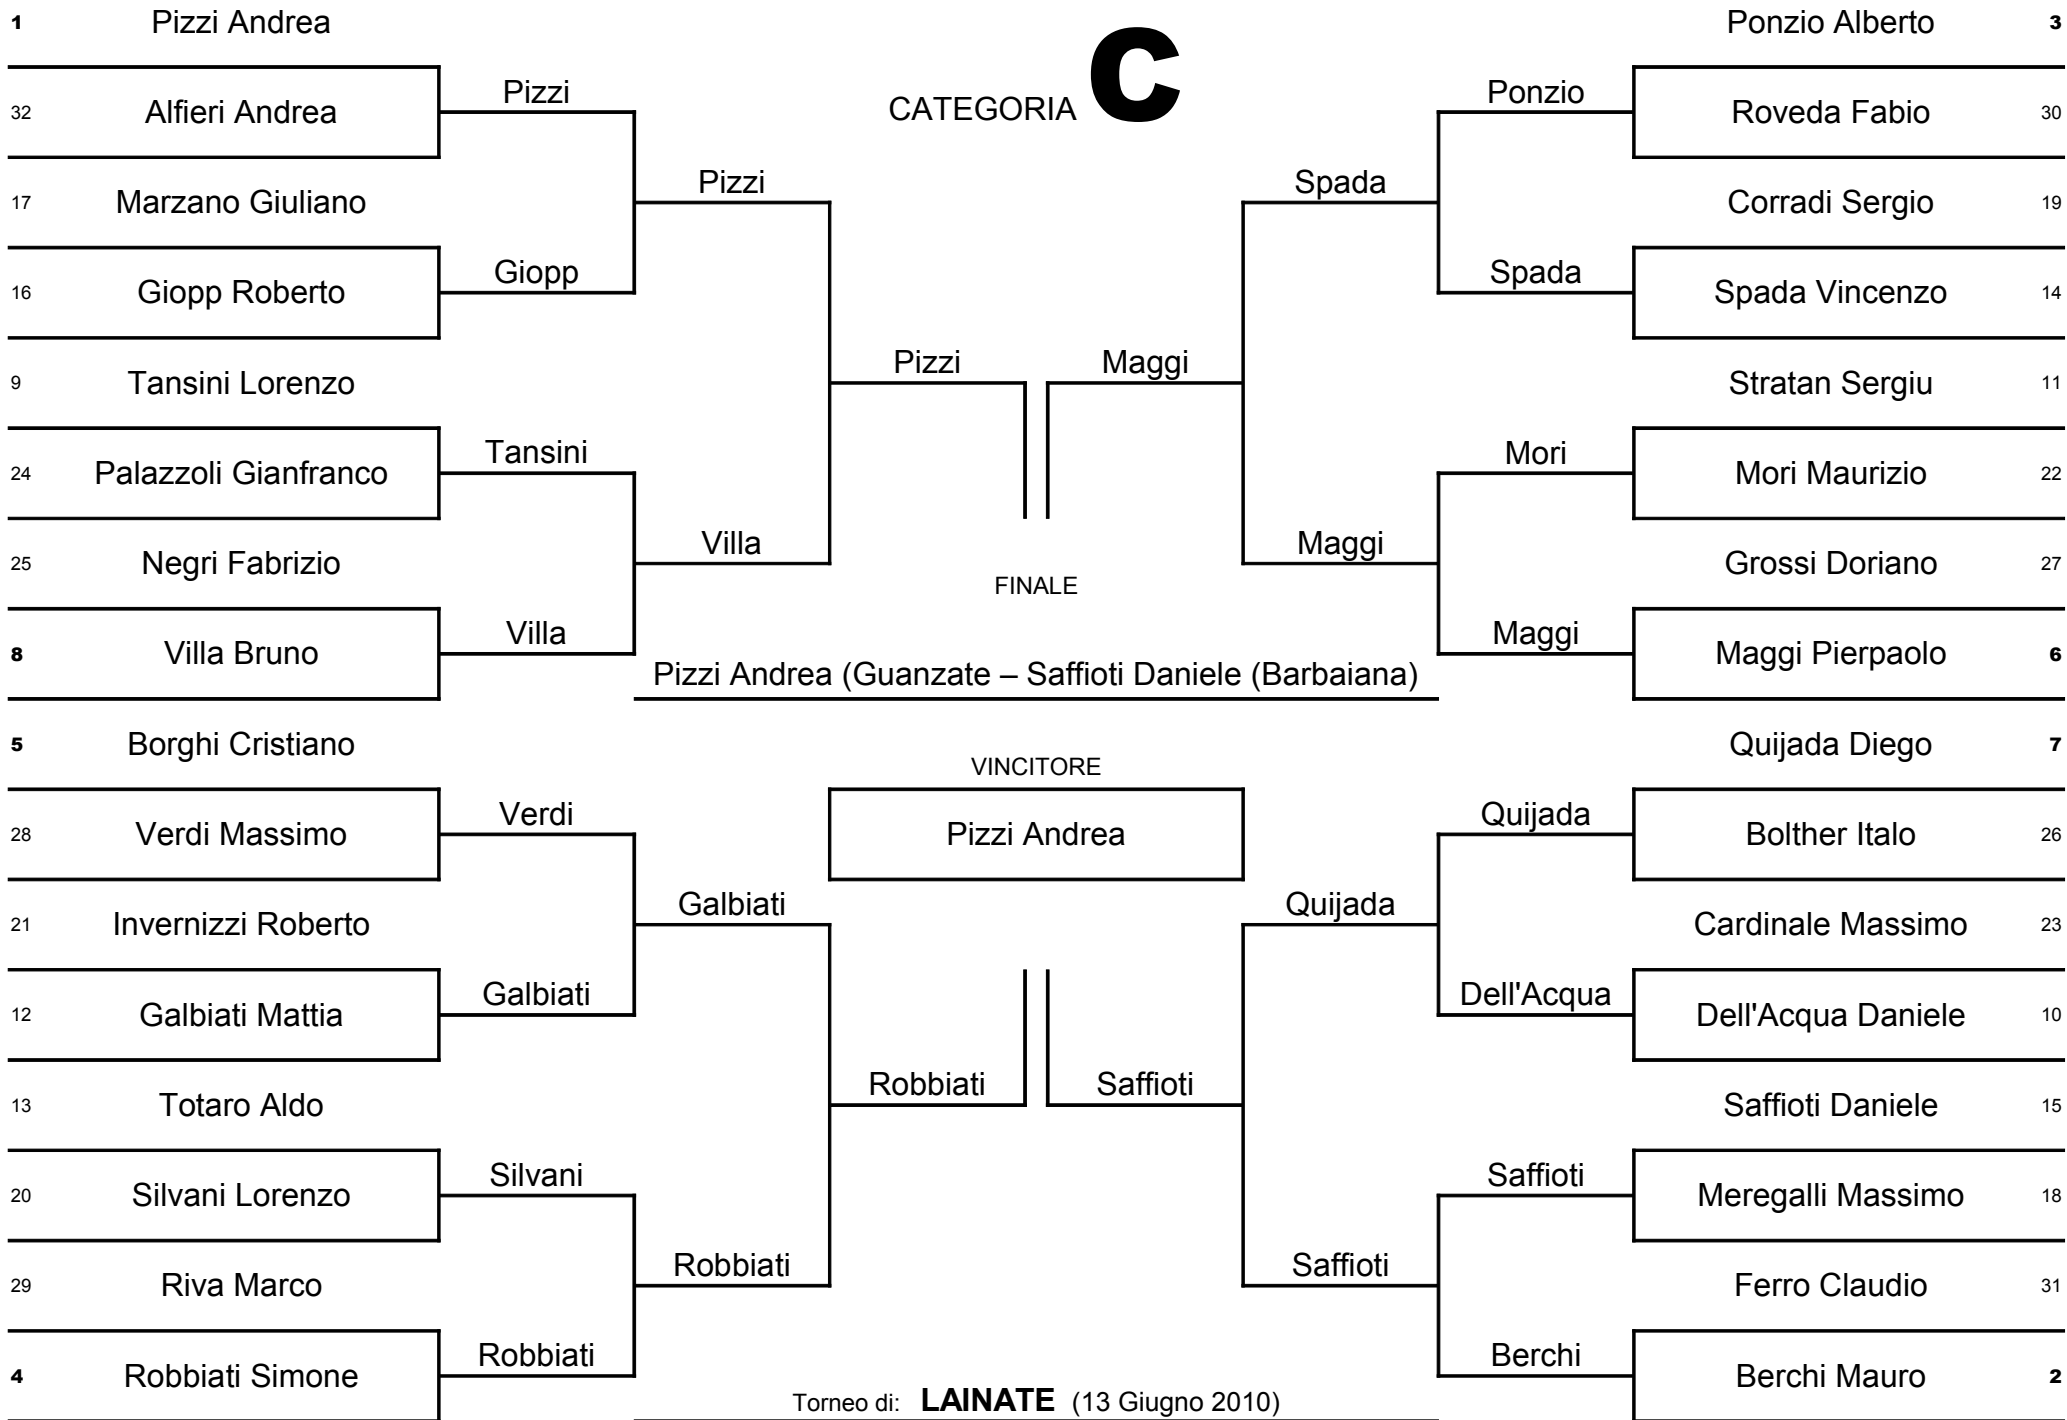 1 Pizzi Andrea Ponzio Alberto 3
CATEGORIA C
Pizzi Ponzio
32 Alfieri Andrea Roveda Fabio 30
Pizzi Spada
17 Marzano Giuliano Corradi Sergio 19
Giopp Spada
16 Giopp Roberto Spada Vincenzo 14
Pizzi Maggi
9 Tansini Lorenzo Stratan Sergiu 11
Tansini Mori
24 Palazzoli Gianfranco Mori Maurizio 22
Villa Maggi
25 Negri Fabrizio Grossi Doriano 27
FINALE
Villa Maggi
8 Villa Bruno Maggi Pierpaolo 6
Pizzi Andrea (Guanzate – Saffioti Daniele (Barbaiana)
5 Borghi Cristiano Quijada Diego 7
VINCITORE
Verdi Quijada
28 Verdi Massimo Pizzi Andrea Bolther Italo 26
Galbiati Quijada
21 Invernizzi Roberto Cardinale Massimo 23
Galbiati Dell'Acqua
12 Galbiati Mattia Dell'Acqua Daniele 10
Robbiati Saffioti
13 Totaro Aldo Saffioti Daniele 15
Silvani Saffioti
20 Silvani Lorenzo Meregalli Massimo 18
Robbiati Saffioti
29 Riva Marco Ferro Claudio 31
Robbiati Berchi
4 Robbiati Simone Berchi Mauro 2
Torneo di: LAINATE (13 Giugno 2010)